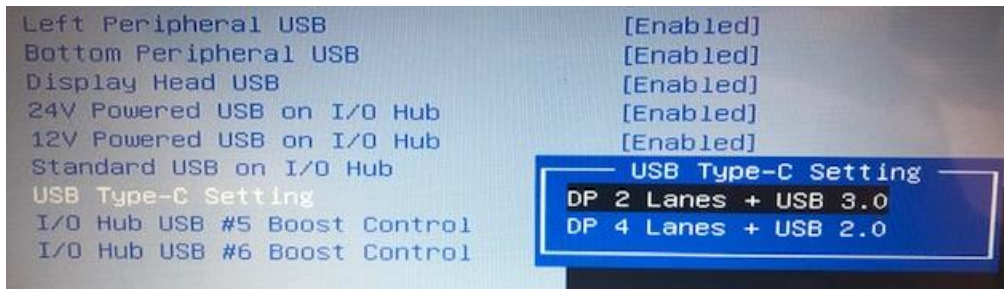 Left Peripheral USB [Enabled]
Bottom Peripheral USB [Enabled]
Display Head USB [Enabled]
24V Powered USB on I/O Hub [Enabled]
12V Powered USB on I/O Hub [Enabled]
Standard USB on I/O Hub
USB Type-C Setting
I/O Hub USB #5 Boost Control
I/O Hub USB #6 Boost Control
USB Type-C Setting
DP 2 Lanes + USB 3.0
DP 4 Lanes + USB 2.0